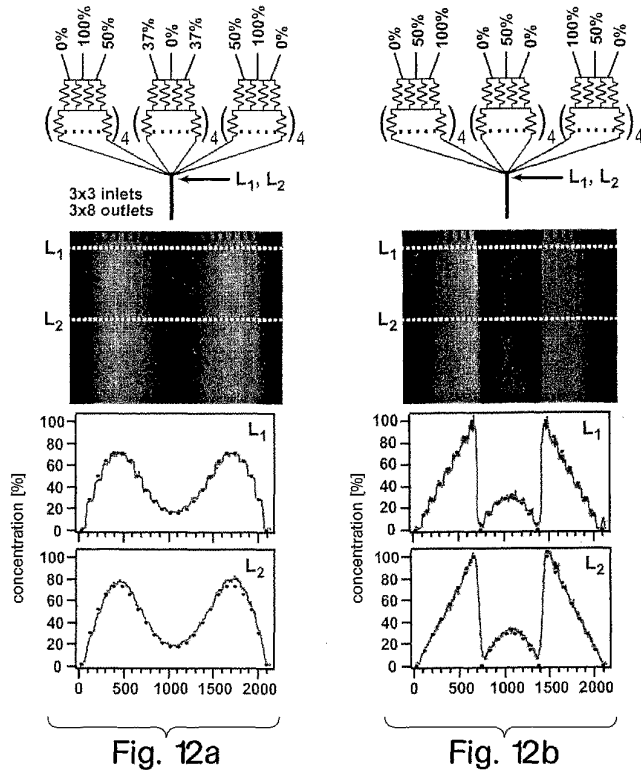 0% 100% 50% 37% 0% 37% 50% 100% 0%
( ..... )4 ( ..... )4 ( ..... )4
L1, L2
3x3 inlets
3x8 outlets
L1
L2
concentration [%]
100
80
60
40
20
0
L1
100
80
60
40
20
0
L2
0 500 1000 1500 2000
Fig. 12a
0% 50% 100% 0% 50% 0% 100% 50% 0%
( ..... )4 ( ..... )4 ( ..... )4
L1, L2
L1
L2
concentration [%]
100
80
60
40
20
0
L1
100
80
60
40
20
0
L2
0 500 1000 1500 2000
Fig. 12b